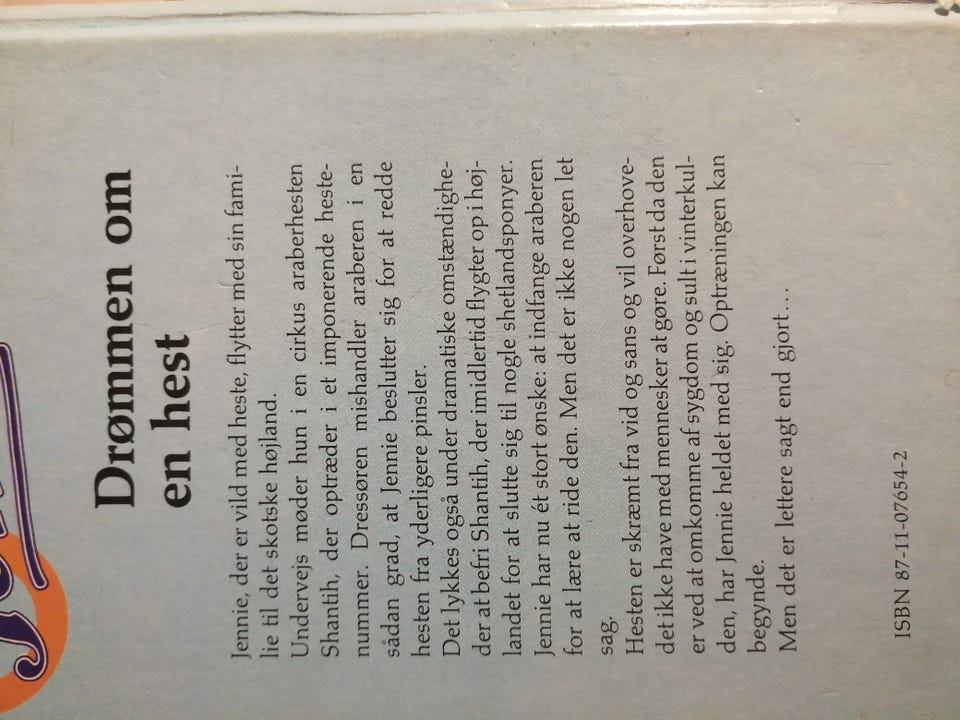 Drømmen om
en hest
Jennie, der er vild med heste, flytter med sin fami-
lie til det skotske højland.
Undervejs møder hun i en cirkus araberhesten
Shantih, der optræder i et imponerende heste-
nummer. Dressøren mishandler araberen i en
sådan grad, at Jennie beslutter sig for at redde
hesten fra yderligere pinsler.
Det lykkes også under dramatiske omstændighe-
der at befri Shantih, der imidlertid flygter op i høj-
landet for at slutte sig til nogle shetlandsponyer.
Jennie har nu ét stort ønske: at indfange araberen
for at lære at ride den. Men det er ikke nogen let
sag.
Hesten er skræmt fra vid og sans og vil overhove-
det ikke have med mennesker at gøre. Først da den
er ved at omkomme af sygdom og sult i vinterkul-
den, har Jennie heldet med sig. Optræningen kan
begynde.
Men det er lettere sagt end gjort...
ISBN 87-11-07654-2